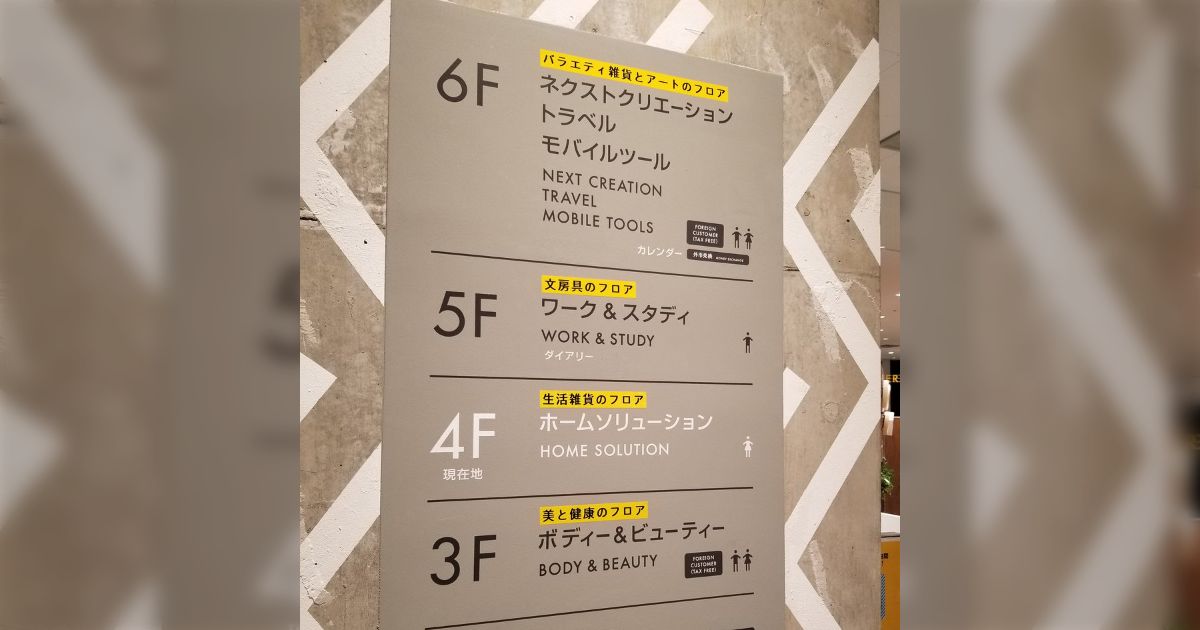 6F
バラエティ雑貨とアートのフロア
ネクストクリエーション
トラベル
モバイルツール
NEXT CREATION
TRAVEL
MOBILE TOOLS
FOREIGN
CUSTOMER
(TAX FREE)
カレンダー
外市両替 MONEY EXCHANGE
5F
文房具のフロア
ワーク & スタディ
WORK & STUDY
ダイアリー
4F
現在地
生活雑貨のフロア
ホームソリューション
HOME SOLUTION
3F
美と健康のフロア
ボディー&ビューティー
BODY & BEAUTY
FOREIGN
CUSTOMER
(TAX FREE)